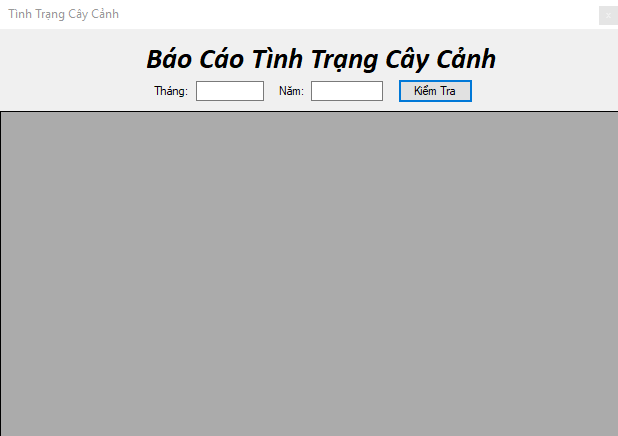 Tình Trạng Cây Cảnh
Báo Cáo Tình Trạng Cây Cảnh
Tháng: Năm: Kiểm Tra